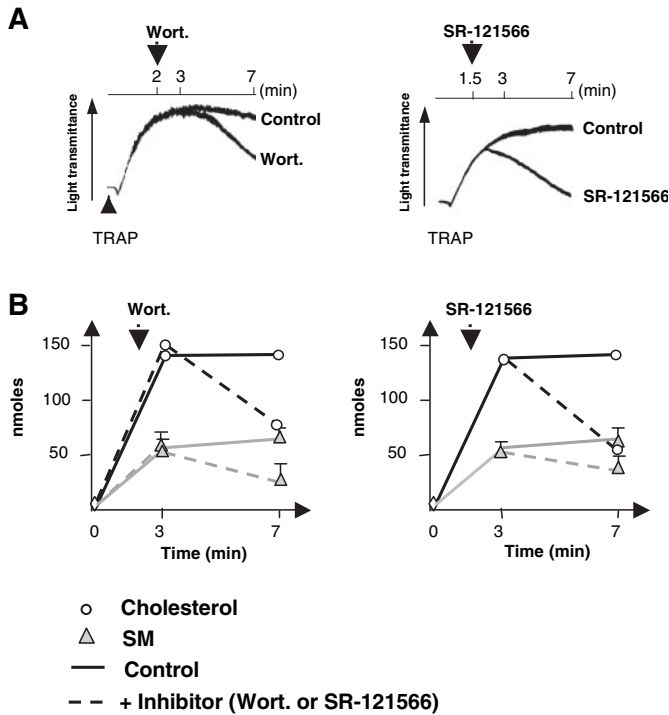 A
Wort.
SR-121566
2 3 7 (min)
1.5 3 7 (min)
Light transmittance
Control
Wort.
TRAP
Light transmittance
Control
SR-121566
TRAP
B
Wort.
SR-121566
nmoles
150
100
50
0 3 7
Time (min)
nmoles
150
100
50
0 3 7
Time (min)
Cholesterol
SM
Control
+ Inhibitor (Wort. or SR-121566)